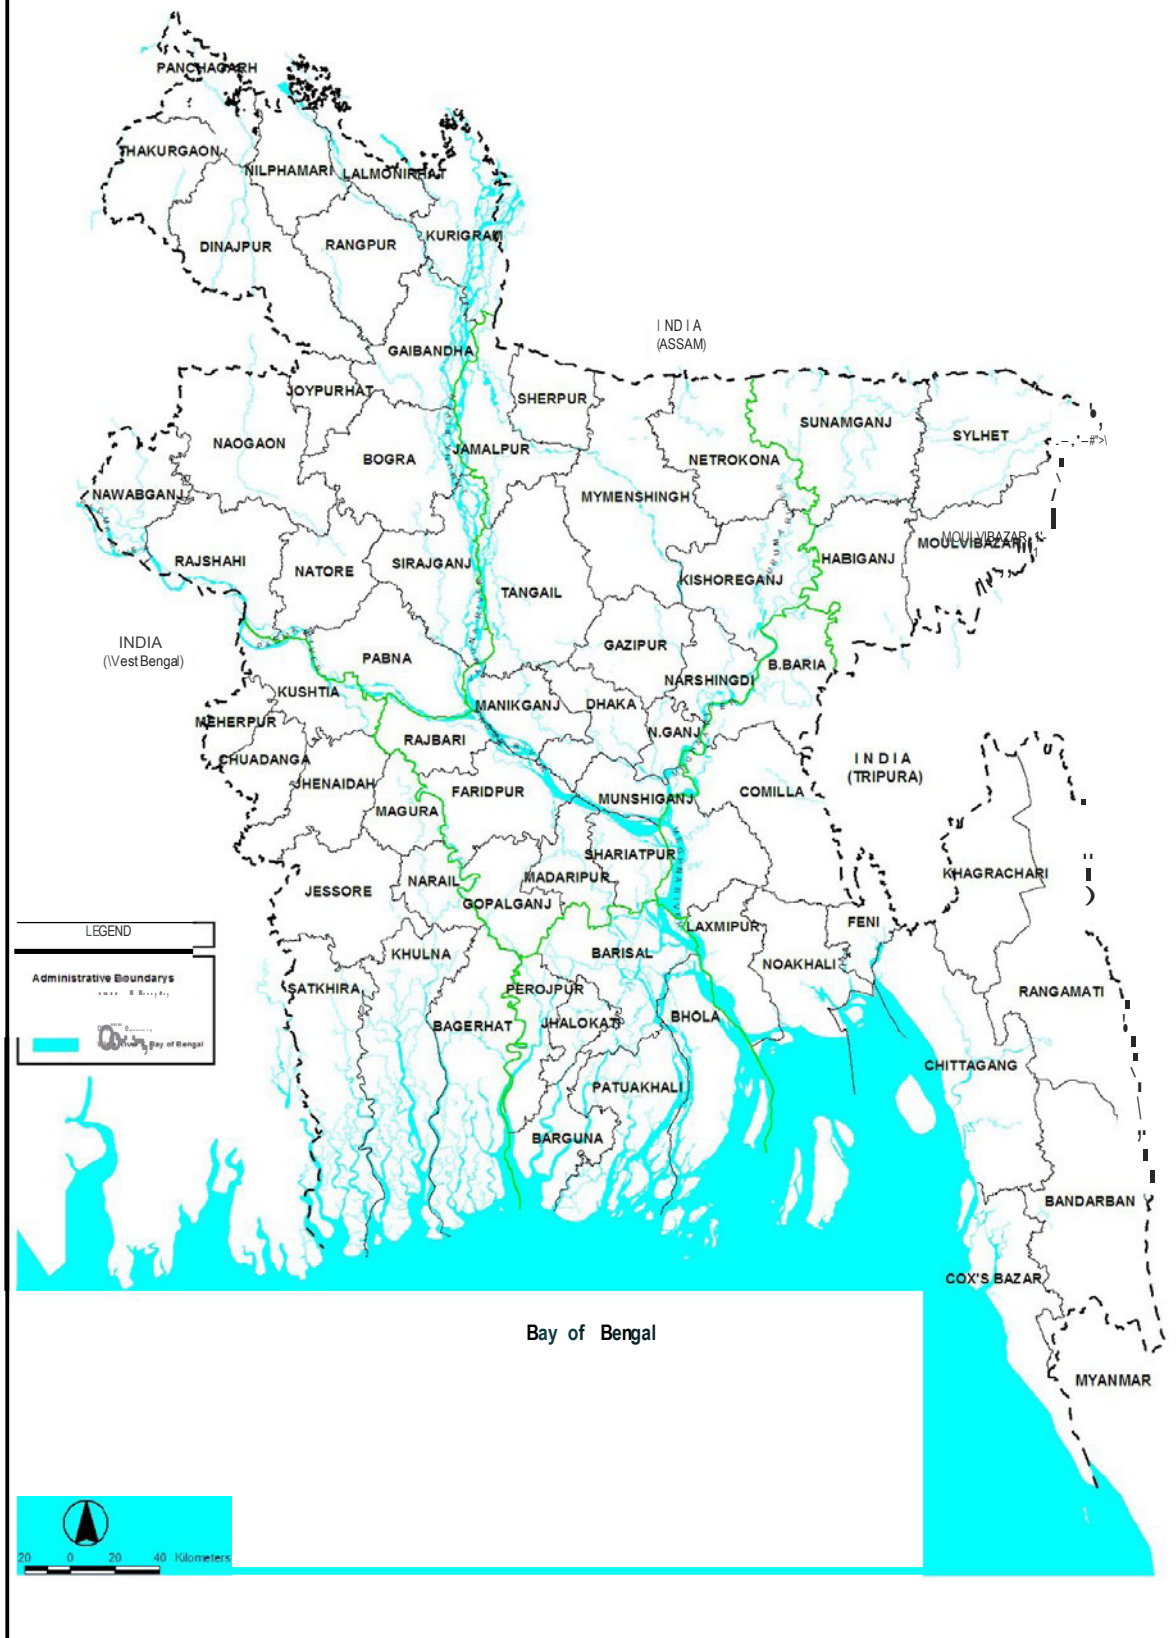 PANCHAGARH
THAKURGAON
NILPHAMARI
LALMONIRHAT
DINAJPUR
RANGPUR
KURIGRAM
I ND I A
(ASSAM)
GAIBANDHA
JOYPURHAT
SHERPUR
SUNAMGANJ
SYLHET
NAOGAON
BOGRA
JAMALPUR
NETROKONA
NAWABGANJ
MYMENSHINGH
MOULVIBAZAR
MOULVIBAZAR
HABIGANJ
RAJSHAHI
NATORE
SIRAJGANJ
TANGAIL
KISHOREGANJ
INDIA
(\VestBengal)
PABNA
GAZIPUR
B.BARIA
NARSHINGDI
KUSHTIA
MANIKGANJ
DHAKA
MEHERPUR
RAJBARI
N.GANJ
CHUADANGA
I N D I A
(TRIPURA)
JHENAIDAH
FARIDPUR
MUNSHIGANJ
COMILLA
MAGURA
SHARIATPUR
KHAGRACHARI
JESSORE
NARAIL
MADARIPUR
GOPALGANJ
LEGEND
LAXMIPUR
FENI
KHULNA
BARISAL
NOAKHALI
Administrative Boundarys
SATKHIRA
PEROJPUR
RANGAMATI
BAGERHAT
JHALOKATI
BHOLA
Bay of Bengal
CHITTAGANG
PATUAKHALI
BARGUNA
BANDARBAN
COX'S BAZAR
Bay of Bengal
MYANMAR
20 0 20 40 Kilometers